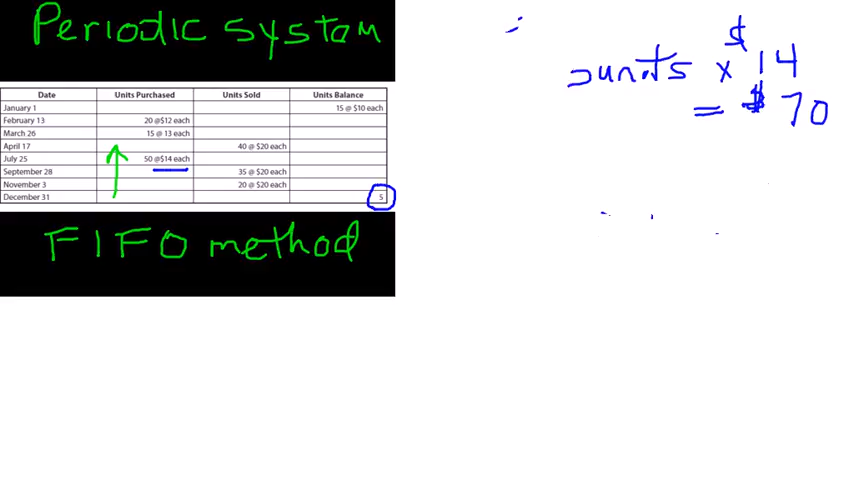 Periodic system
Date Units Purchased Units Sold Units Balance
January 1 15 @ $10 each
February 13 20 @$12 each
March 26 15 @ 13 each
April 17 40 @ $20 each
July 25 50 @$14 each
September 28 35 @ $20 each
November 3 20 @ $20 each
December 31 5
FIFO method
units × $14
= $70